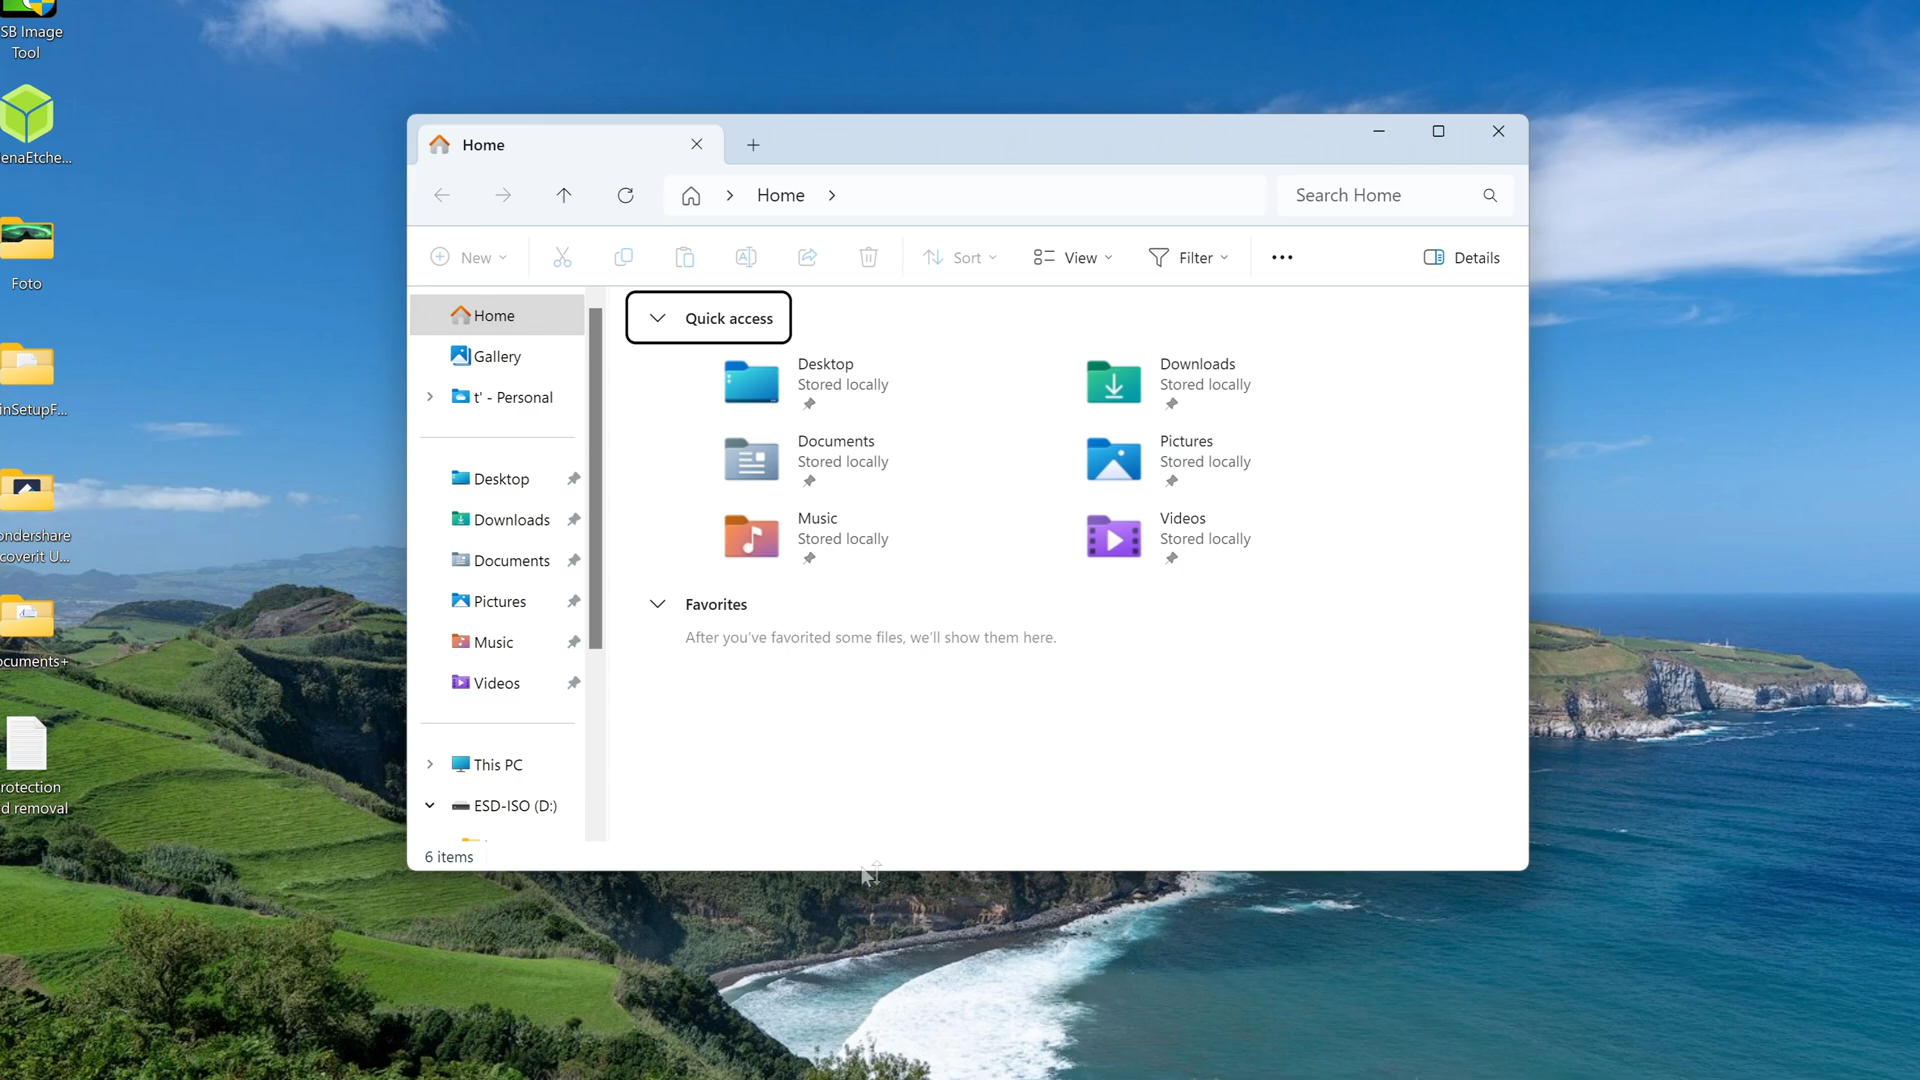 SB Image
Tool
enaEtche...
Foto
inSetupF...
ondershare
coverit U...
ocuments+
rotection
d removal
Home
Home
Search Home
New
Sort
View
Filter
Details
Home
Gallery
t' - Personal
Desktop
Downloads
Documents
Pictures
Music
Videos
This PC
ESD-ISO (D:)
6 items
Quick access
Desktop
Stored locally
Downloads
Stored locally
Documents
Stored locally
Pictures
Stored locally
Music
Stored locally
Videos
Stored locally
Favorites
After you've favorited some files, we'll show them here.